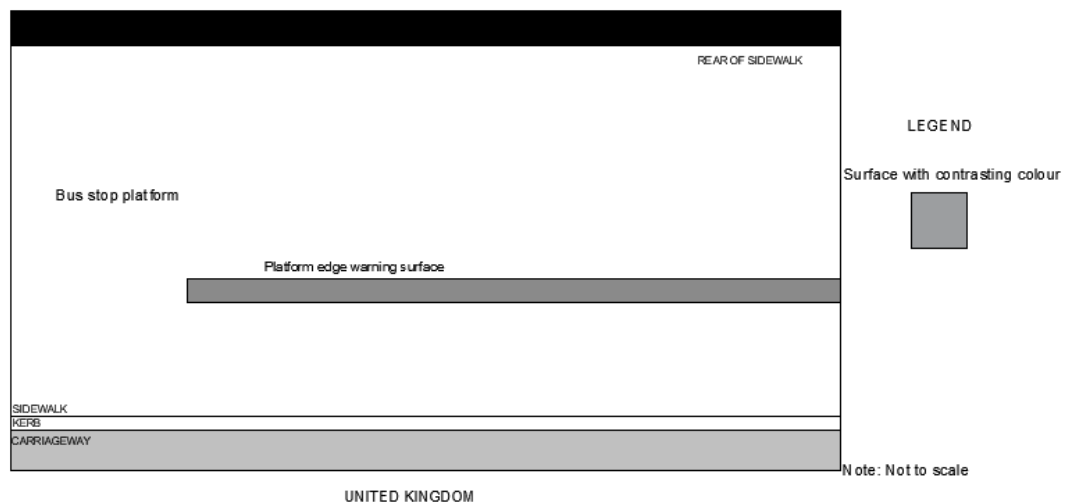 REAR OF SIDEWALK
LEGEND
Surface with contrasting colour
Bus stop platform
Platform edge warning surface
SIDEWALK
KERB
CARRIAGEWAY
Note: Not to scale
UNITED KINGDOM